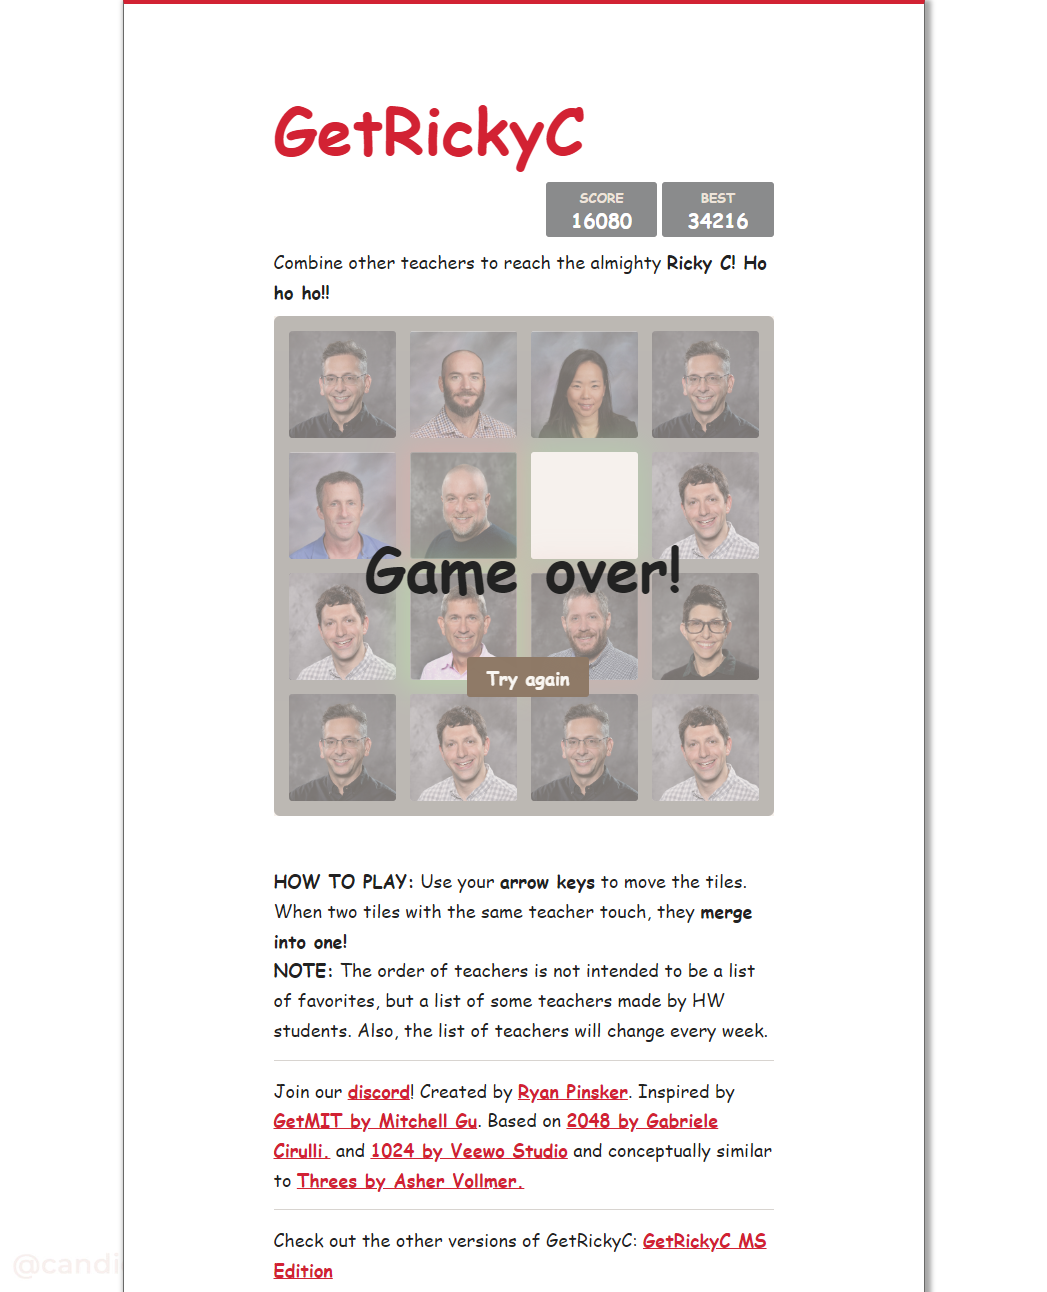 GetRickyC
SCORE
16080
BEST
34216
Combine other teachers to reach the almighty Ricky C! Ho
ho ho!!
Game over!
Try again
HOW TO PLAY: Use your arrow keys to move the tiles.
When two tiles with the same teacher touch, they merge
into one!
NOTE: The order of teachers is not intended to be a list
of favorites, but a list of some teachers made by HW
students. Also, the list of teachers will change every week.
Join our discord! Created by Ryan Pinsker. Inspired by
GetMIT by Mitchell Gu. Based on 2048 by Gabriele
Cirulli. and 1024 by Veewo Studio and conceptually similar
to Threes by Asher Vollmer.
Check out the other versions of GetRickyC: GetRickyC MS
Edition